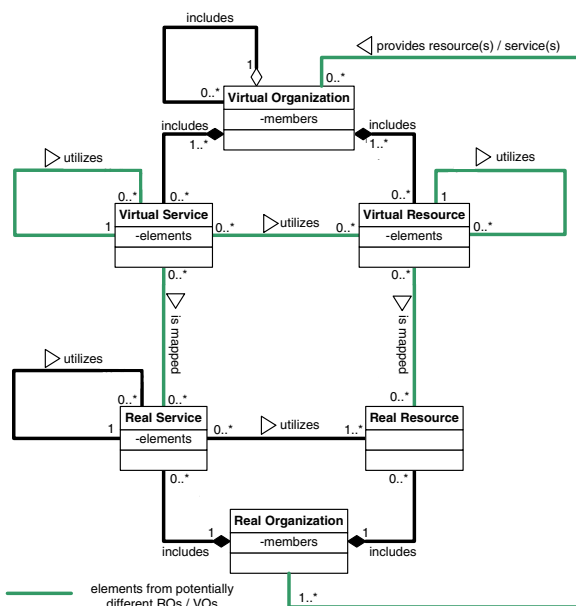 includes
provides resource(s) / service(s)
1
0..*
0..*
Virtual Organization
-members
includes
includes
1..*
1..*
utilizes
utilizes
0..*
0..*
0..*
1
Virtual Service
Virtual Resource
-elements
-elements
1
0..*
utilizes
0..*
0..*
0..*
0..*
is mapped
is mapped
utilizes
0..*
0..*
0..*
Real Service
Real Resource
-elements
1
0..*
utilizes
1..*
0..*
0..*
Real Organization
1
1
-members
includes
includes
elements from potentially
different ROs / VOs
1..*